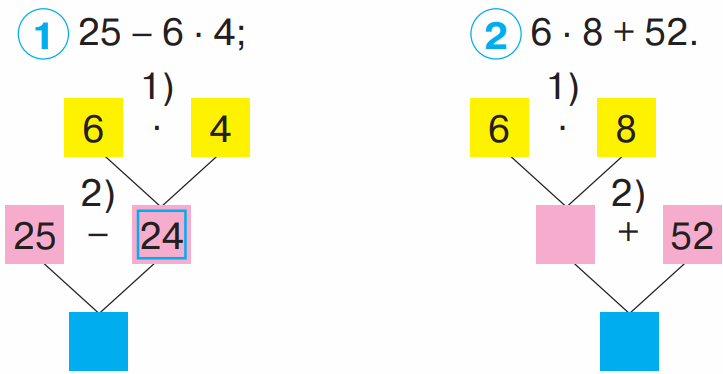 1 25 – 6 · 4;
1)
6 · 4
2)
25 – 24
2 6 · 8 + 52.
1)
6 · 8
2)
+ 52